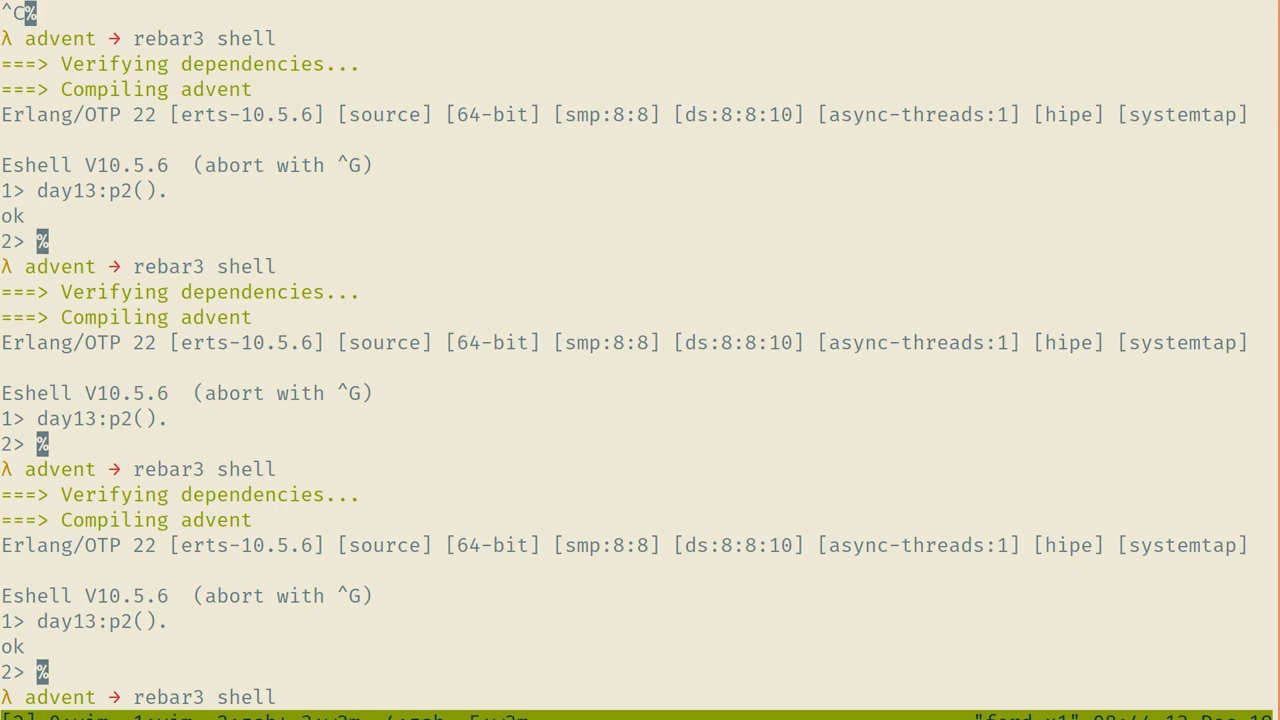 ^C%
λ advent → rebar3 shell
===> Verifying dependencies...
===> Compiling advent
Erlang/OTP 22 [erts-10.5.6] [source] [64-bit] [smp:8:8] [ds:8:8:10] [async-threads:1] [hipe] [systemtap]
Eshell V10.5.6  (abort with ^G)
1> day13:p2().
ok
2> %
λ advent → rebar3 shell
===> Verifying dependencies...
===> Compiling advent
Erlang/OTP 22 [erts-10.5.6] [source] [64-bit] [smp:8:8] [ds:8:8:10] [async-threads:1] [hipe] [systemtap]
Eshell V10.5.6  (abort with ^G)
1> day13:p2().
2> %
λ advent → rebar3 shell
===> Verifying dependencies...
===> Compiling advent
Erlang/OTP 22 [erts-10.5.6] [source] [64-bit] [smp:8:8] [ds:8:8:10] [async-threads:1] [hipe] [systemtap]
Eshell V10.5.6  (abort with ^G)
1> day13:p2().
ok
2> %
λ advent → rebar3 shell